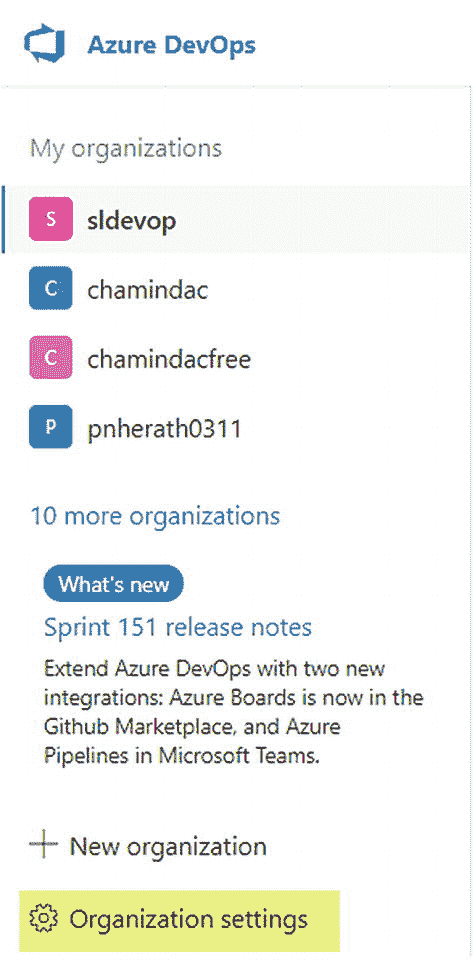 Azure DevOps
My organizations
S sldevop
C chamindac
C chamindacfree
P pnherath0311
10 more organizations
What's new
Sprint 151 release notes
Extend Azure DevOps with two new
integrations: Azure Boards is now in the
Github Marketplace, and Azure
Pipelines in Microsoft Teams.
New organization
Organization settings